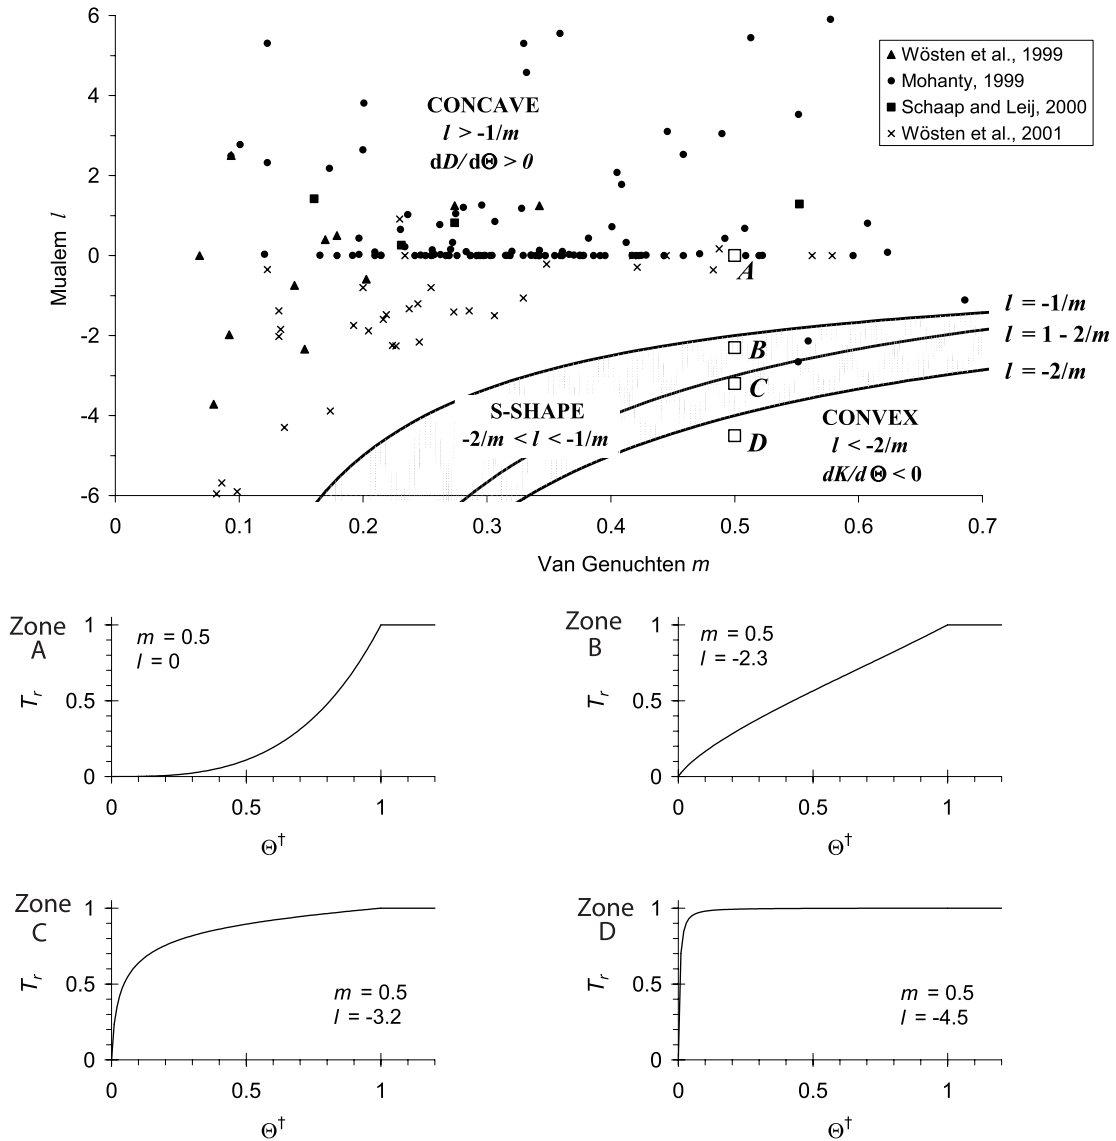 6
4
2
0
-2
-4
-6
Mualem l
0
0.1
0.2
0.3
0.4
0.5
0.6
0.7
Van Genuchten m
Wösten et al., 1999
Mohanty, 1999
Schaap and Leij, 2000
Wösten et al., 2001
CONCAVE
l > -1/m
dD/dΘ > 0
A
B
C
D
l = -1/m
l = 1 - 2/m
l = -2/m
S-SHAPE
-2/m < l < -1/m
CONVEX
l < -2/m
dK/dΘ < 0
Zone
A
m = 0.5
l = 0
1
0.5
0
Tr
0
0.5
1
Θ†
Zone
B
m = 0.5
l = -2.3
1
0.5
0
Tr
0
0.5
1
Θ†
Zone
C
m = 0.5
l = -3.2
1
0.5
0
Tr
0
0.5
1
Θ†
Zone
D
m = 0.5
l = -4.5
1
0.5
0
Tr
0
0.5
1
Θ†